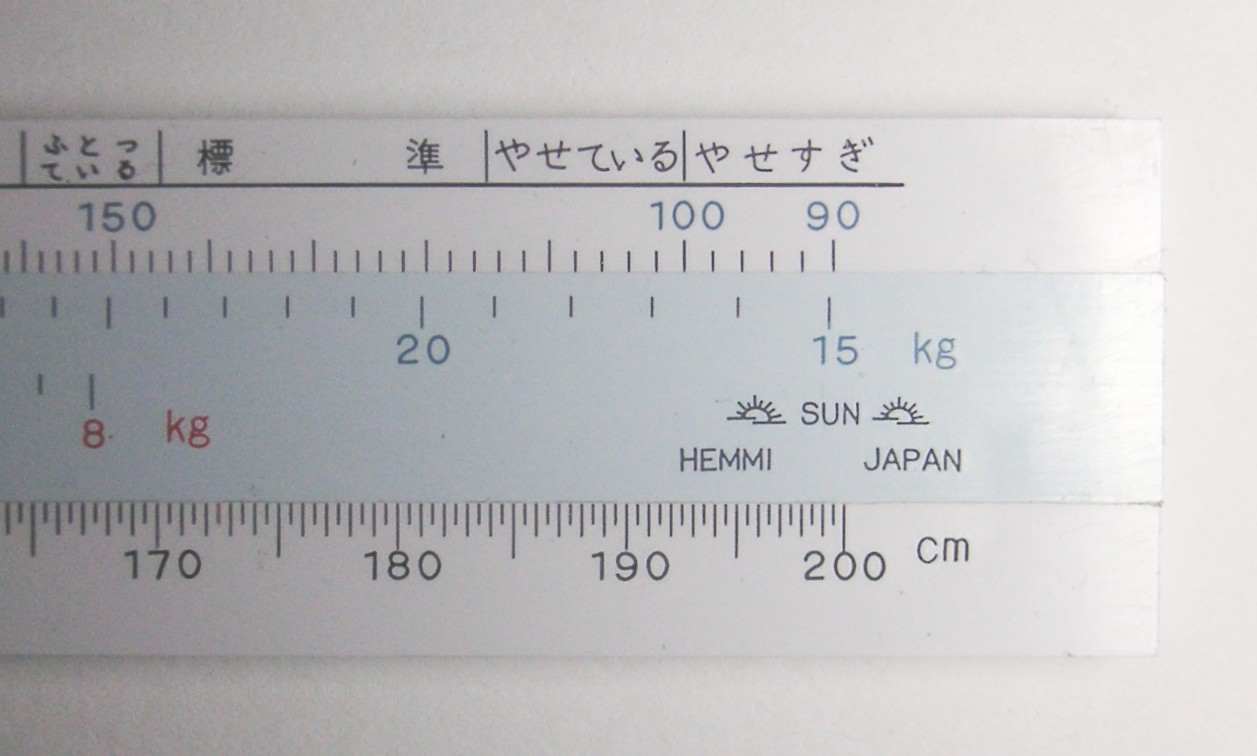 ふとっ
ている
標準
やせている
やせすぎ
150 100 90
20 15 kg
8 kg
SUN
HEMMI JAPAN
170 180 190 200 cm